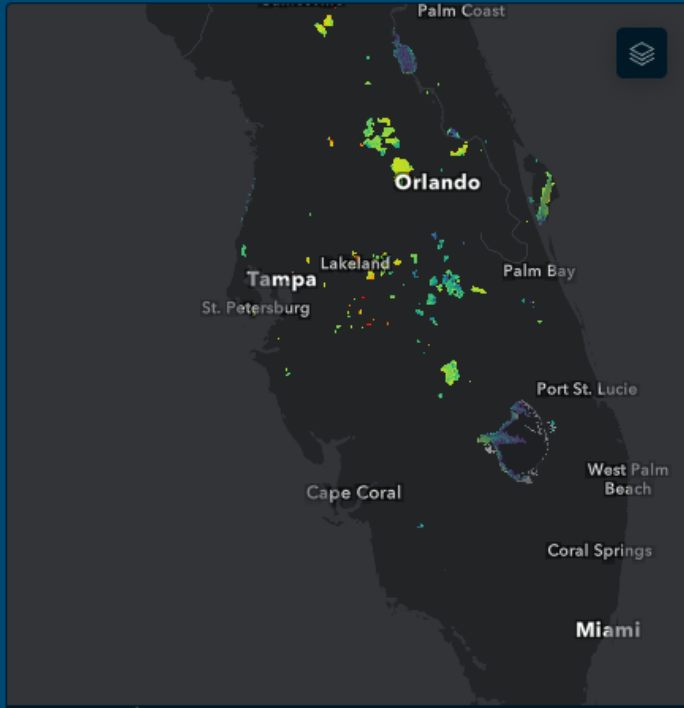 Palm Coast
Orlando
Lakeland
Palm Bay
Tampa
St. Petersburg
Port St. Lucie
West Palm
Beach
Cape Coral
Coral Springs
Miami